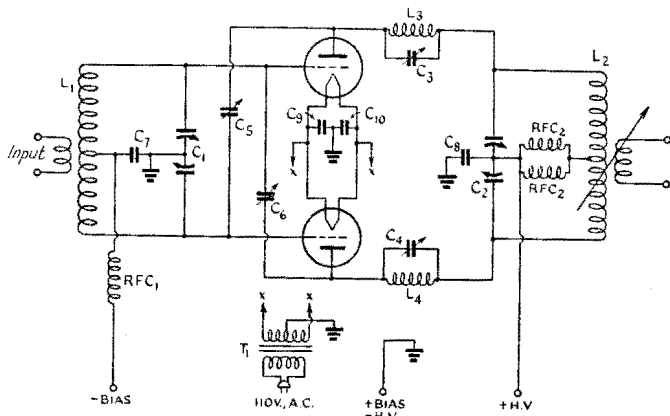 L3
C3
L1
L2
C9
C10
C5
C7
C1
C8
RFC2
Input
x
x
C2
RFC2
C6
C4
RFC1
L4
x
x
T1
-BIAS
110V., A.C.
+BIAS
-H.V.
+H.V